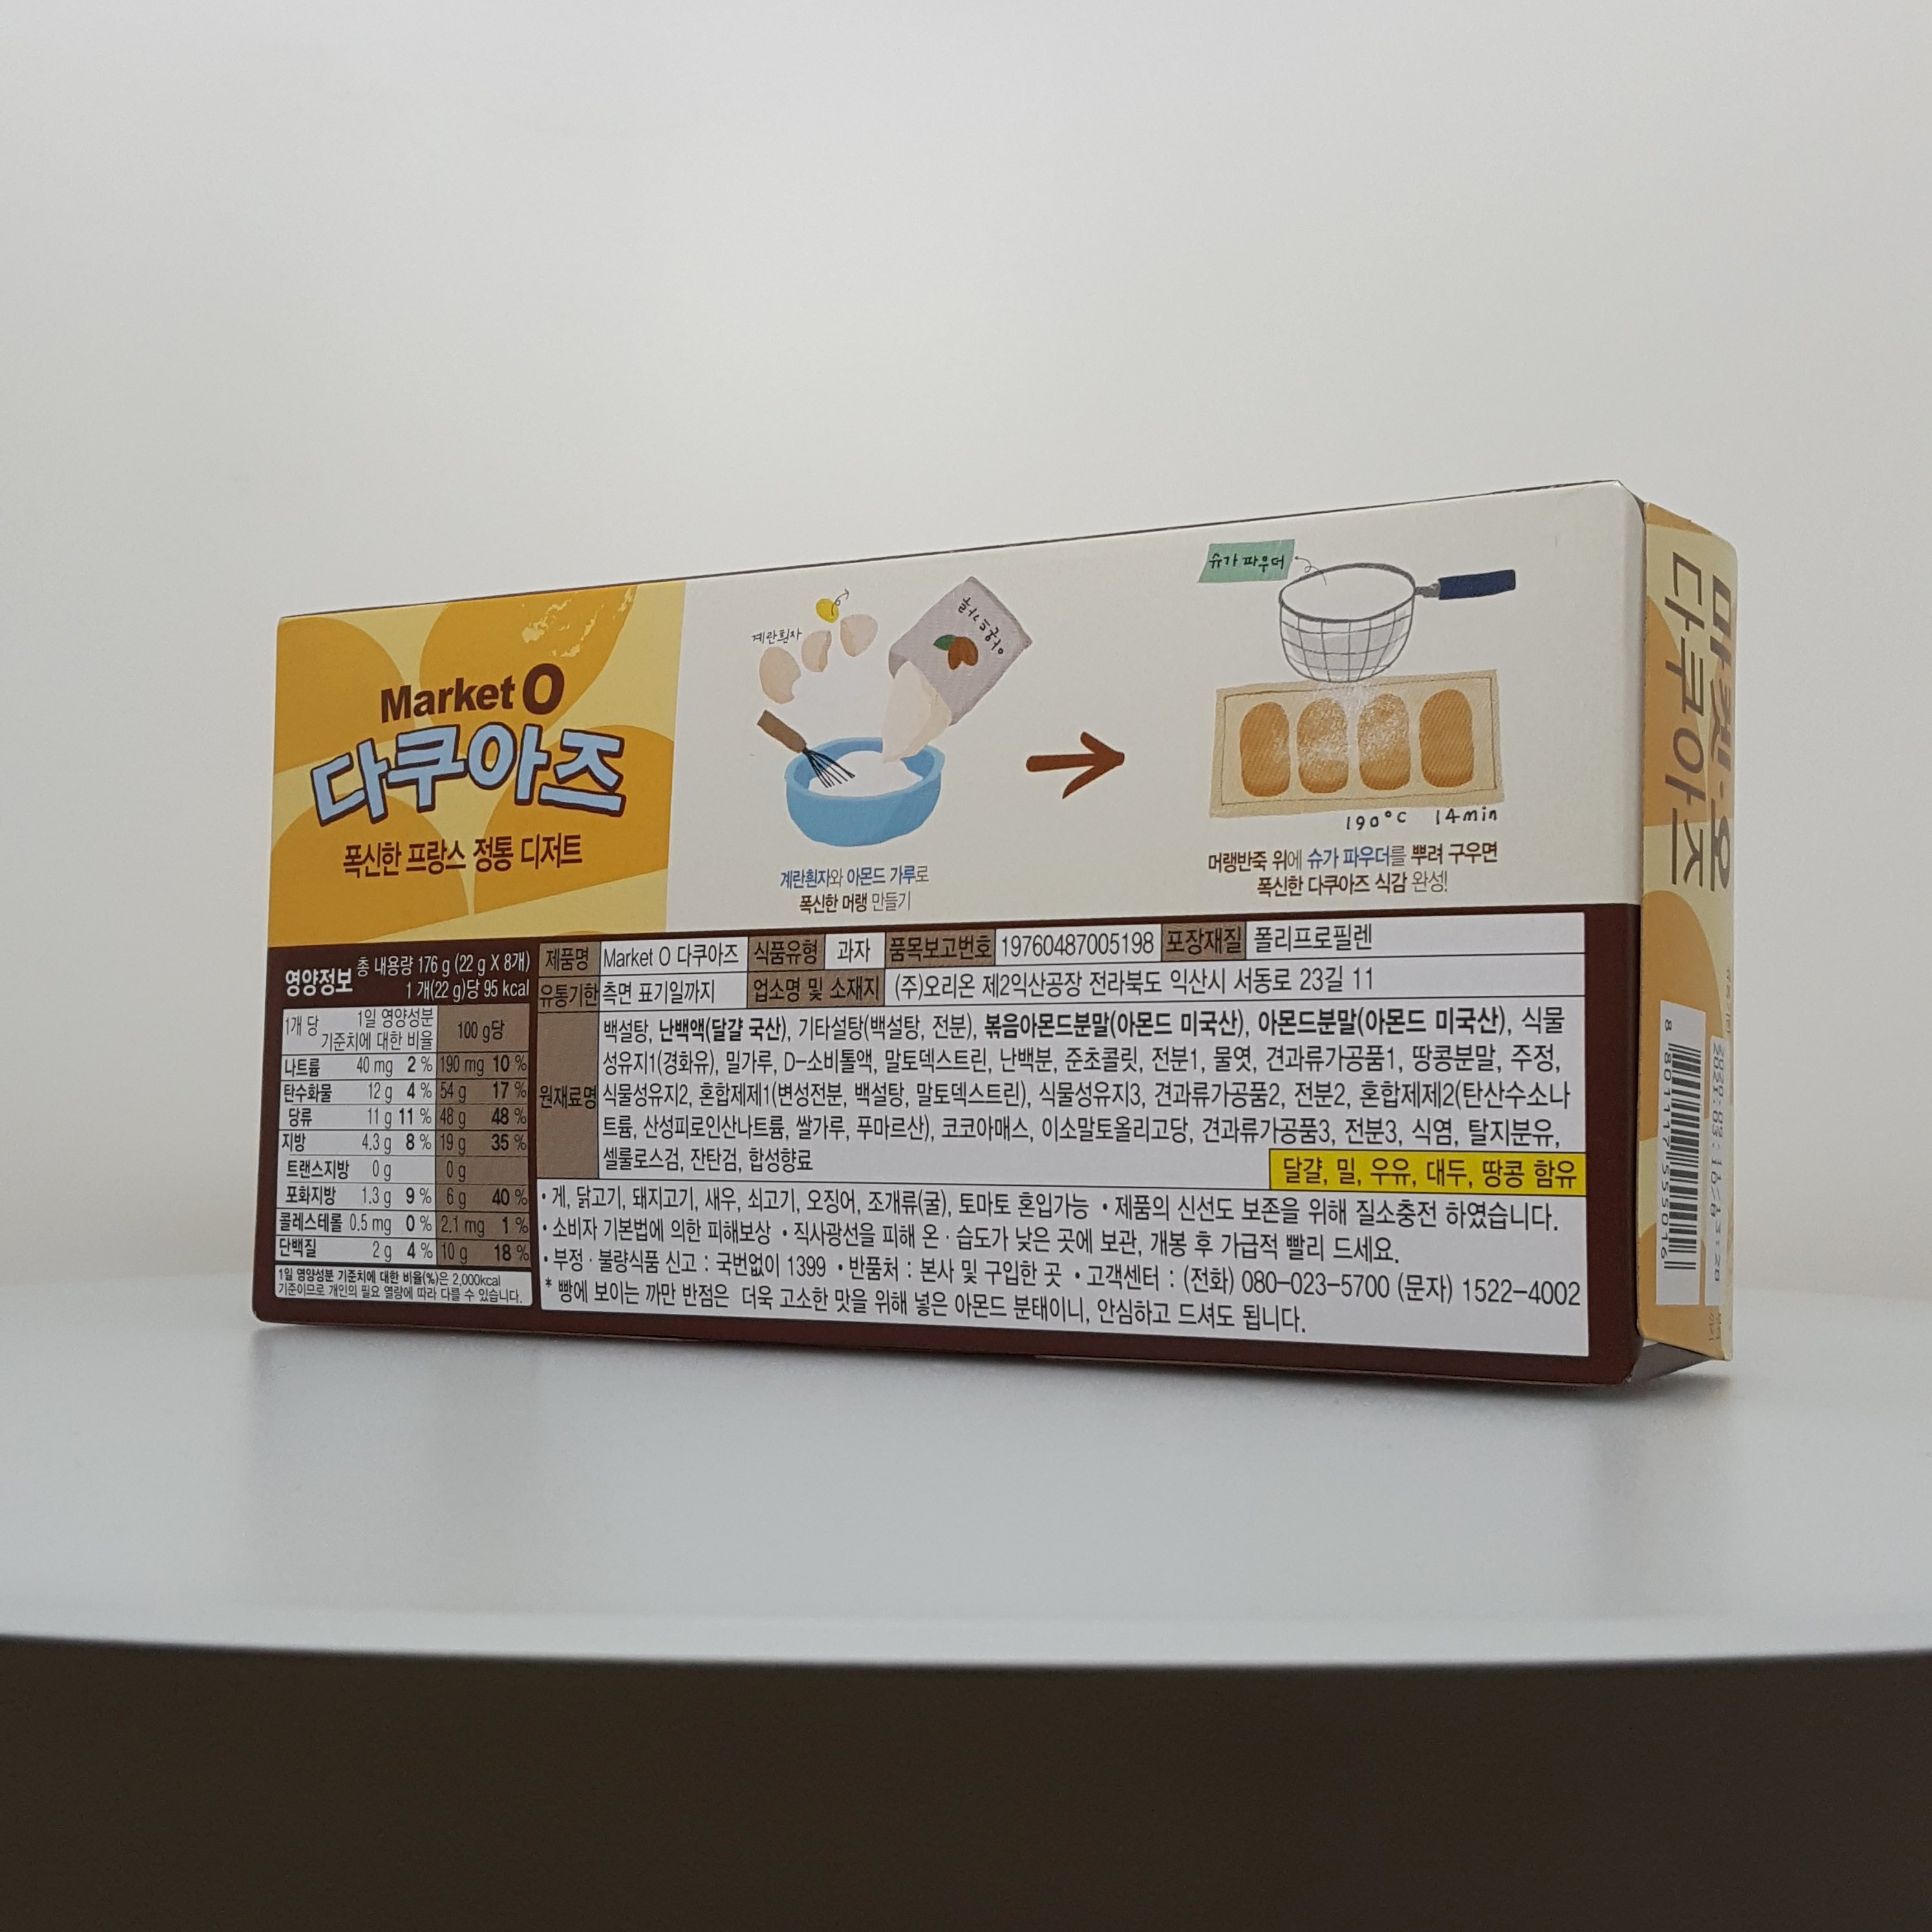 Market O
다쿠아즈
폭신한 프랑스 정통 디저트
계란흰자
계란흰자와 아몬드 가루로
폭신한 머랭 만들기
슈가 파우더
190°C 14min
머랭반죽 위에 슈가 파우더를 뿌려 구우면
폭신한 다쿠아즈 식감 완성!
영양정보 총 내용량 176 g (22 g X 8개)
1 개(22 g)당 95 kcal
1개 당 1일 영양성분
기준치에 대한 비율 100 g당
나트륨 40 mg 2 % 190 mg 10 %
탄수화물 12 g 4 % 54 g 17 %
당류 11 g 11 % 48 g 48 %
지방 4.3 g 8 % 19 g 35 %
트랜스지방 0 g 0 g
포화지방 1.3 g 9 % 6 g 40 %
콜레스테롤 0.5 mg 0 % 2.1 mg 1 %
단백질 2 g 4 % 10 g 18 %
1일 영양성분 기준치에 대한 비율(%)은 2,000kcal
기준이므로 개인의 필요 열량에 따라 다를 수 있습니다.
제품명 Market O 다쿠아즈 식품유형 과자 품목보고번호 19760487005198 포장재질 폴리프로필렌
유통기한 측면 표기일까지 업소명 및 소재지 (주)오리온 제2익산공장 전라북도 익산시 서동로 23길 11
원재료명
백설탕, 난백액(달걀 국산), 기타설탕(백설탕, 전분), 볶음아몬드분말(아몬드 미국산), 아몬드분말(아몬드 미국산), 식물
성유지1(경화유), 밀가루, D-소비톨액, 말토덱스트린, 난백분, 준초콜릿, 전분1, 물엿, 견과류가공품1, 땅콩분말, 주정,
식물성유지2, 혼합제제1(변성전분, 백설탕, 말토덱스트린), 식물성유지3, 견과류가공품2, 전분2, 혼합제제2(탄산수소나
트륨, 산성피로인산나트륨, 쌀가루, 푸마르산), 코코아매스, 이소말토올리고당, 견과류가공품3, 전분3, 식염, 탈지분유,
셀룰로스검, 잔탄검, 합성향료
달걀, 밀, 우유, 대두, 땅콩 함유
• 게, 닭고기, 돼지고기, 새우, 쇠고기, 오징어, 조개류(굴), 토마토 혼입가능 • 제품의 신선도 보존을 위해 질소충전 하였습니다.
• 소비자 기본법에 의한 피해보상 • 직사광선을 피해 온 · 습도가 낮은 곳에 보관, 개봉 후 가급적 빨리 드세요.
• 부정 · 불량식품 신고 : 국번없이 1399 • 반품처 : 본사 및 구입한 곳 • 고객센터 : (전화) 080-023-5700 (문자) 1522-4002
* 빵에 보이는 까만 반점은 더욱 고소한 맛을 위해 넣은 아몬드 분태이니, 안심하고 드셔도 됩니다.
마켓·오
다쿠아즈
8 801117 555016